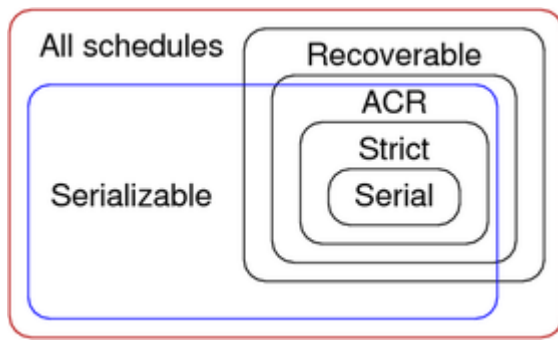 All schedules
Recoverable
ACR
Strict
Serializable
Serial